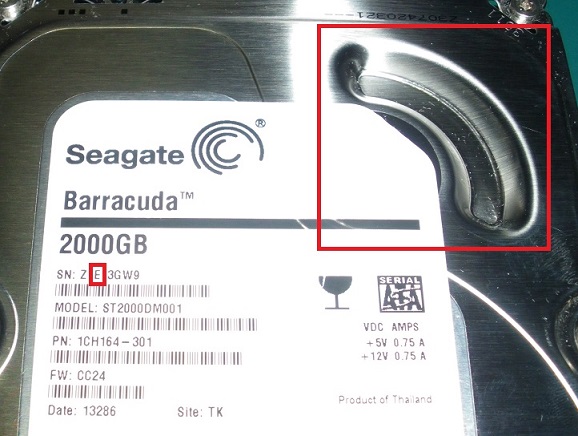 Seagate®
Barracuda™
2000GB
SN: Z E 3GW9
MODEL: ST2000DM001
PN: 1CH164-301
FW: CC24
Date: 13286 Site: TK
SERIAL
ATA
VDC AMPS
+5V 0.75 A
+12V 0.75 A
Product of Thailand